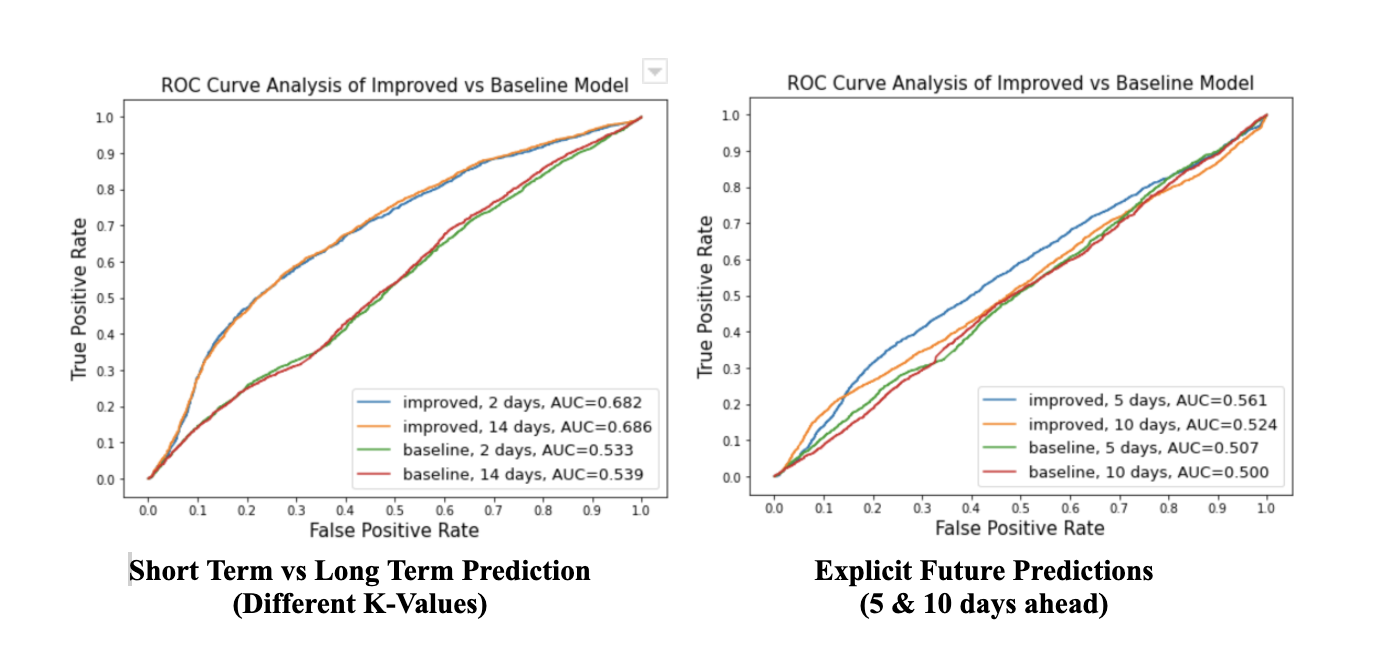 ROC Curve Analysis of Improved vs Baseline Model
1.0
0.9
0.8
0.7
0.6
0.5
0.4
0.3
0.2
0.1
0.0
True Positive Rate
improved, 2 days, AUC=0.682
improved, 14 days, AUC=0.686
baseline, 2 days, AUC=0.533
baseline, 14 days, AUC=0.539
0.0 0.1 0.2 0.3 0.4 0.5 0.6 0.7 0.8 0.9 1.0
False Positive Rate
Short Term vs Long Term Prediction
(Different K-Values)
ROC Curve Analysis of Improved vs Baseline Model
1.0
0.9
0.8
0.7
0.6
0.5
0.4
0.3
0.2
0.1
0.0
True Positive Rate
improved, 5 days, AUC=0.561
improved, 10 days, AUC=0.524
baseline, 5 days, AUC=0.507
baseline, 10 days, AUC=0.500
0.0 0.1 0.2 0.3 0.4 0.5 0.6 0.7 0.8 0.9 1.0
False Positive Rate
Explicit Future Predictions
(5 & 10 days ahead)